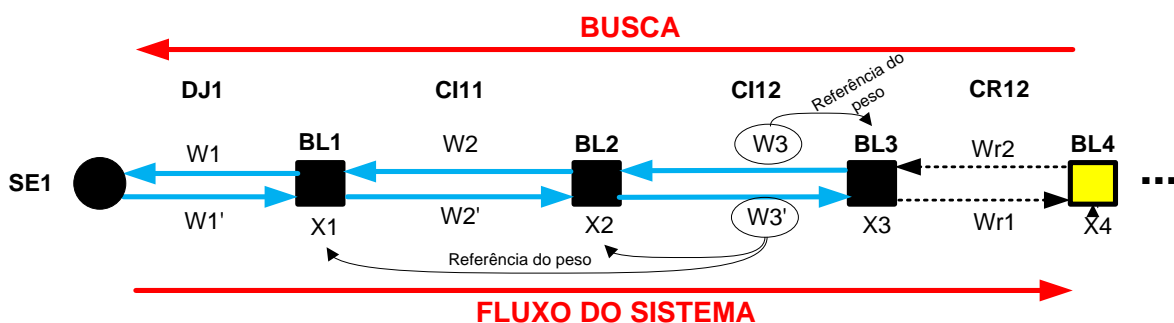 BUSCA
DJ1
CI11
CI12
Referência do
peso
CR12
W1
BL1
W2
BL2
W3
BL3
Wr2
BL4
SE1
...
W1'
X1
W2'
X2
W3'
X3
Wr1
X4
Referência do peso
FLUXO DO SISTEMA